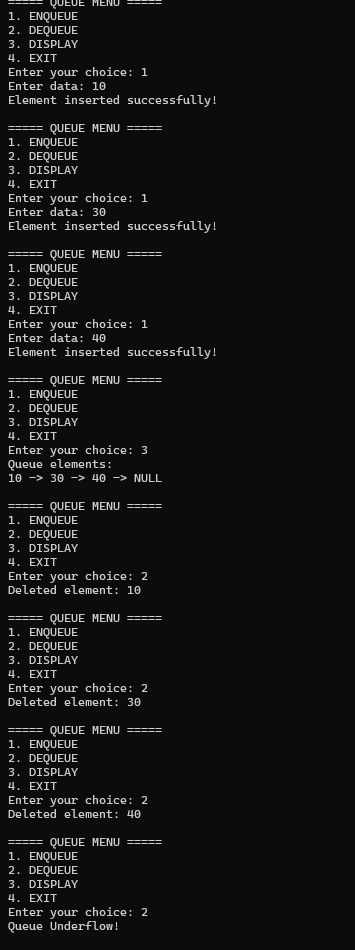 ===== QUEUE MENU =====
1. ENQUEUE
2. DEQUEUE
3. DISPLAY
4. EXIT
Enter your choice: 1
Enter data: 10
Element inserted successfully!
===== QUEUE MENU =====
1. ENQUEUE
2. DEQUEUE
3. DISPLAY
4. EXIT
Enter your choice: 1
Enter data: 30
Element inserted successfully!
===== QUEUE MENU =====
1. ENQUEUE
2. DEQUEUE
3. DISPLAY
4. EXIT
Enter your choice: 1
Enter data: 40
Element inserted successfully!
===== QUEUE MENU =====
1. ENQUEUE
2. DEQUEUE
3. DISPLAY
4. EXIT
Enter your choice: 3
Queue elements:
10 -> 30 -> 40 -> NULL
===== QUEUE MENU =====
1. ENQUEUE
2. DEQUEUE
3. DISPLAY
4. EXIT
Enter your choice: 2
Deleted element: 10
===== QUEUE MENU =====
1. ENQUEUE
2. DEQUEUE
3. DISPLAY
4. EXIT
Enter your choice: 2
Deleted element: 30
===== QUEUE MENU =====
1. ENQUEUE
2. DEQUEUE
3. DISPLAY
4. EXIT
Enter your choice: 2
Deleted element: 40
===== QUEUE MENU =====
1. ENQUEUE
2. DEQUEUE
3. DISPLAY
4. EXIT
Enter your choice: 2
Queue Underflow!